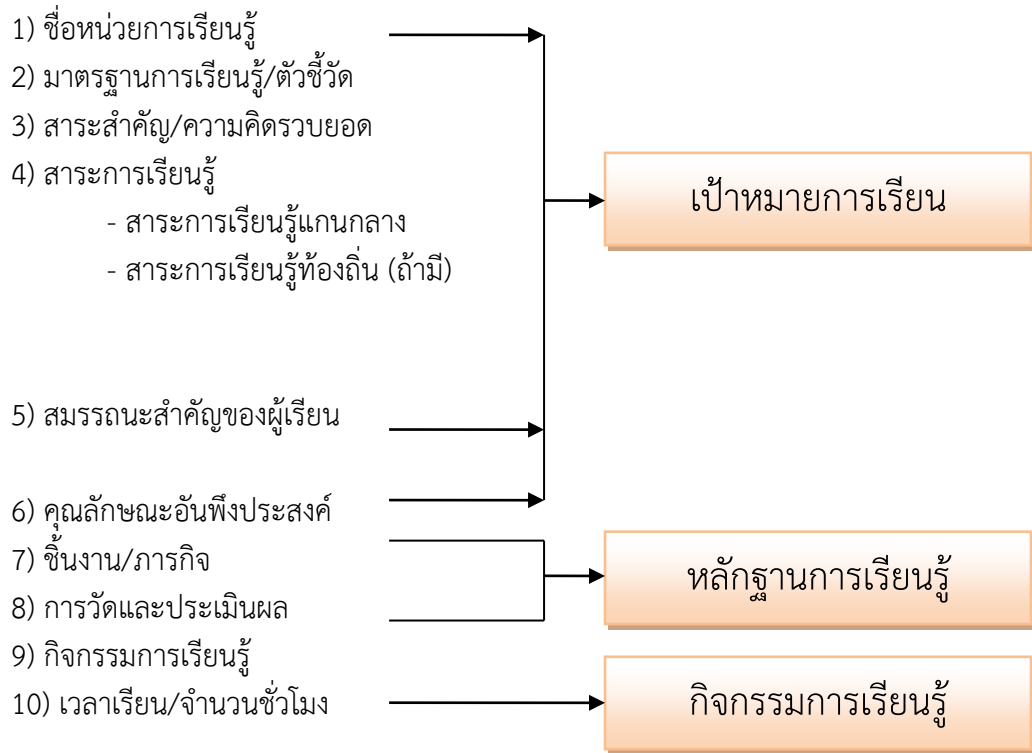 1) ชื่อหน่วยการเรียนรู้
2) มาตรฐานการเรียนรู้/ตัวชี้วัด
3) สาระสำคัญ/ความคิดรวบยอด
4) สาระการเรียนรู้
- สาระการเรียนรู้แกนกลาง
- สาระการเรียนรู้ท้องถิ่น (ถ้ามี)
เป้าหมายการเรียน
5) สมรรถนะสำคัญของผู้เรียน
6) คุณลักษณะอันพึงประสงค์
7) ชิ้นงาน/ภารกิจ
8) การวัดและประเมินผล
หลักฐานการเรียนรู้
9) กิจกรรมการเรียนรู้
10) เวลาเรียน/จำนวนชั่วโมง
กิจกรรมการเรียนรู้